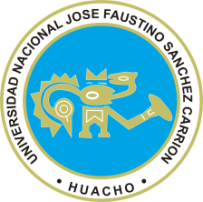 UNIVERSIDAD NACIONAL JOSE FAUSTINO SANCHEZ CARRION
• HUACHO •